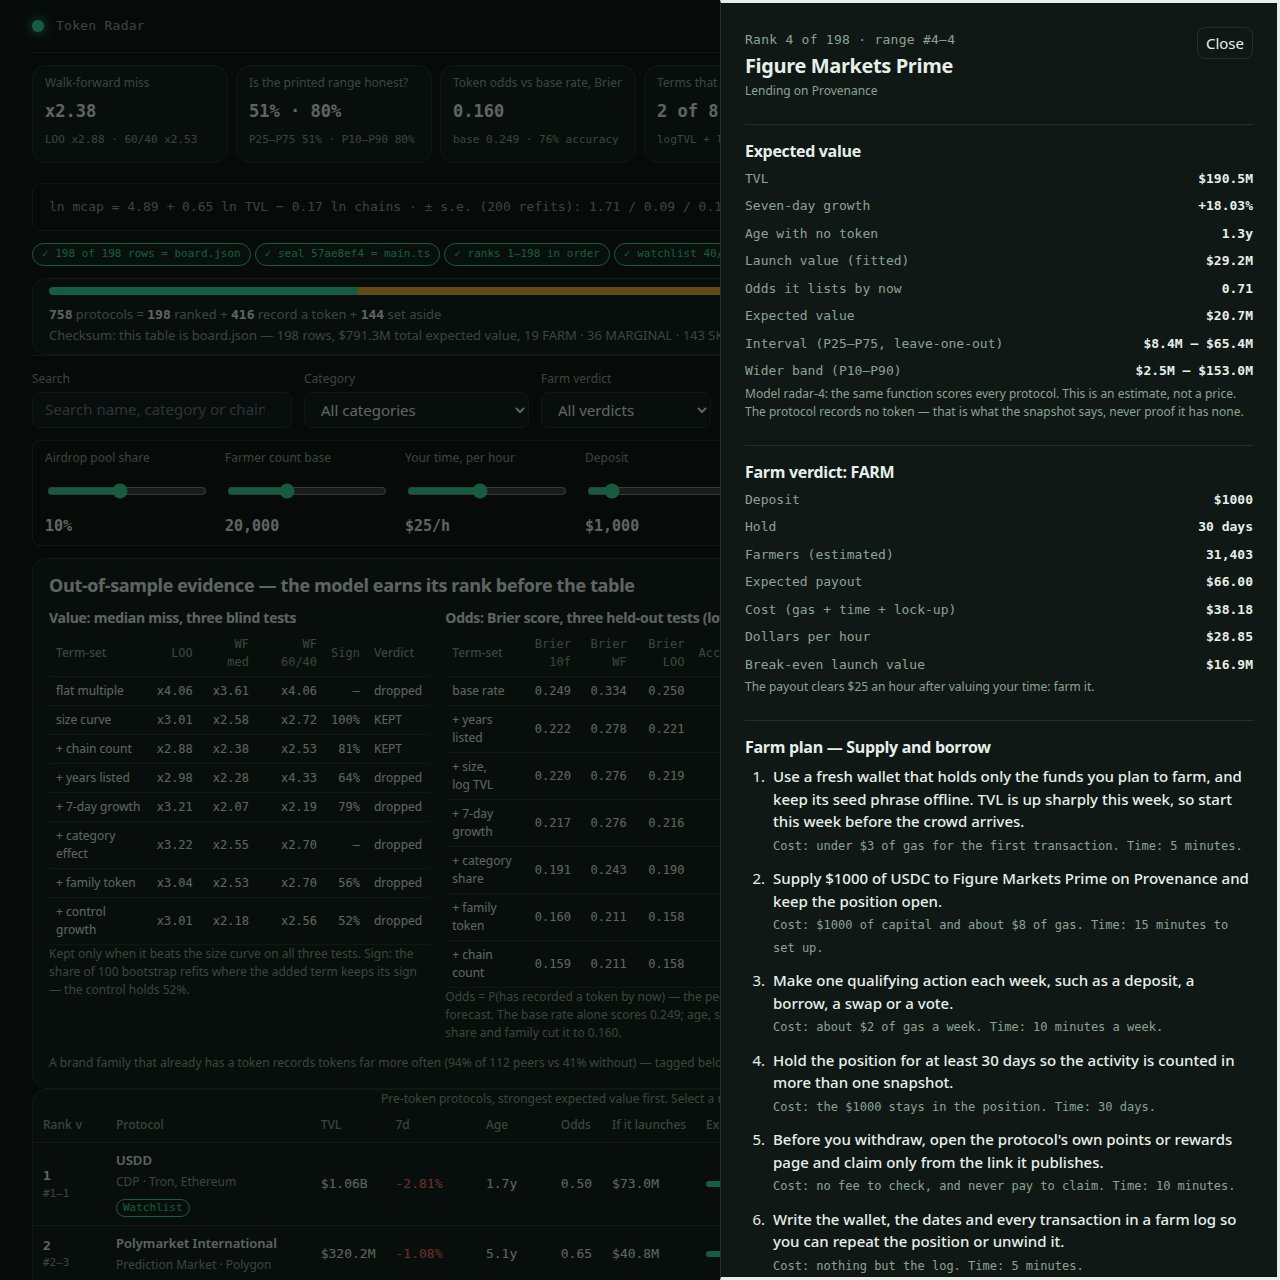 Token Radar
Walk-forward miss
x2.38
LOO x2.88 · 60/40 x2.53
Is the printed range honest?
51% · 80%
P25–P75 51% · P10–P90 80%
Token odds vs base rate, Brier
0.160
base 0.249 · 76% accuracy
Terms that
2 of 8
logTVL +
ln mcap = 4.89 + 0.65 ln TVL − 0.17 ln chains · ± s.e. (200 refits): 1.71 / 0.09 / 0.1
✓ 198 of 198 rows = board.json
✓ seal 57ae8ef4 = main.ts
✓ ranks 1–198 in order
✓ watchlist 40/
758 protocols = 198 ranked + 416 record a token + 144 set aside
Checksum: this table is board.json — 198 rows, $791.3M total expected value, 19 FARM · 36 MARGINAL · 143 SK
Search
Search name, category or chain
Category
All categories
Farm verdict
All verdicts
Airdrop pool share
10%
Farmer count base
20,000
Your time, per hour
$25/h
Deposit
$1,000
Out-of-sample evidence — the model earns its rank before the table
Value: median miss, three blind tests
Term-set LOO WF med WF 60/40 Sign Verdict
flat multiple x4.06 x3.61 x4.06 – dropped
size curve x3.01 x2.58 x2.72 100% KEPT
+ chain count x2.88 x2.38 x2.53 81% KEPT
+ years listed x2.98 x2.28 x4.33 64% dropped
+ 7-day growth x3.21 x2.07 x2.19 79% dropped
+ category effect x3.22 x2.55 x2.70 – dropped
+ family token x3.04 x2.53 x2.70 56% dropped
+ control growth x3.01 x2.18 x2.56 52% dropped
Kept only when it beats the size curve on all three tests. Sign: the
share of 100 bootstrap refits where the added term keeps its sign
— the control holds 52%.
Odds: Brier score, three held-out tests (lo
Term-set Brier 10f Brier WF Brier LOO Acc
base rate 0.249 0.334 0.250
+ years listed 0.222 0.278 0.221
+ size, log TVL 0.220 0.276 0.219
+ 7-day growth 0.217 0.276 0.216
+ category share 0.191 0.243 0.190
+ family token 0.160 0.211 0.158
+ chain count 0.159 0.211 0.158
Odds = P(has recorded a token by now) — the pe
forecast. The base rate alone scores 0.249; age, s
share and family cut it to 0.160.
A brand family that already has a token records tokens far more often (94% of 112 peers vs 41% without) — tagged belo
Pre-token protocols, strongest expected value first. Select a r
Rank v Protocol TVL 7d Age Odds If it launches Ex
1
#1–1
USDD
CDP · Tron, Ethereum
Watchlist
$1.06B -2.81% 1.7y 0.50 $73.0M
2
#2–3
Polymarket International
Prediction Market · Polygon
$320.2M -1.08% 5.1y 0.65 $40.8M
Rank 4 of 198 · range #4–4
Close
Figure Markets Prime
Lending on Provenance
Expected value
TVL $190.5M
Seven-day growth +18.03%
Age with no token 1.3y
Launch value (fitted) $29.2M
Odds it lists by now 0.71
Expected value $20.7M
Interval (P25–P75, leave-one-out) $8.4M – $65.4M
Wider band (P10–P90) $2.5M – $153.0M
Model radar-4: the same function scores every protocol. This is an estimate, not a price.
The protocol records no token — that is what the snapshot says, never proof it has none.
Farm verdict: FARM
Deposit $1000
Hold 30 days
Farmers (estimated) 31,403
Expected payout $66.00
Cost (gas + time + lock-up) $38.18
Dollars per hour $28.85
Break-even launch value $16.9M
The payout clears $25 an hour after valuing your time: farm it.
Farm plan — Supply and borrow
1. Use a fresh wallet that holds only the funds you plan to farm, and
keep its seed phrase offline. TVL is up sharply this week, so start
this week before the crowd arrives.
Cost: under $3 of gas for the first transaction. Time: 5 minutes.
2. Supply $1000 of USDC to Figure Markets Prime on Provenance and
keep the position open.
Cost: $1000 of capital and about $8 of gas. Time: 15 minutes to
set up.
3. Make one qualifying action each week, such as a deposit, a
borrow, a swap or a vote.
Cost: about $2 of gas a week. Time: 10 minutes a week.
4. Hold the position for at least 30 days so the activity is counted in
more than one snapshot.
Cost: the $1000 stays in the position. Time: 30 days.
5. Before you withdraw, open the protocol's own points or rewards
page and claim only from the link it publishes.
Cost: no fee to check, and never pay to claim. Time: 10 minutes.
6. Write the wallet, the dates and every transaction in a farm log so
you can repeat the position or unwind it.
Cost: nothing but the log. Time: 5 minutes.